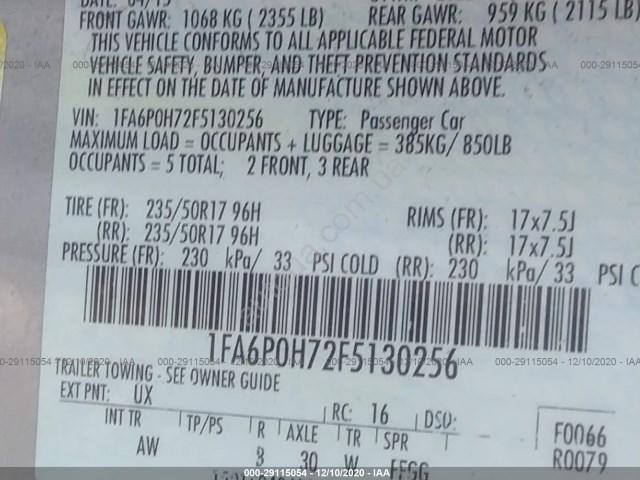 DATE: 04/15
FRONT GAWR: 1068 KG ( 2355 LB) REAR GAWR: 959 KG ( 2115 LB)
THIS VEHICLE CONFORMS TO ALL APPLICABLE FEDERAL MOTOR
VEHICLE SAFETY, BUMPER, AND THEFT PREVENTION STANDARDS
IN EFFECT ON THE DATE OF MANUFACTURE SHOWN ABOVE.
VIN: 1FA6P0H72F5130256 TYPE: Passenger Car
MAXIMUM LOAD = OCCUPANTS + LUGGAGE = 385KG/ 850LB
OCCUPANTS = 5 TOTAL; 2 FRONT, 3 REAR
TIRE (FR): 235/50R17 96H RIMS (FR): 17x7.5J
(RR): 235/50R17 96H (RR): 17x7.5J
PRESSURE (FR): 230 kPa/ 33 PSI COLD (RR): 230 kPa/ 33 PSI C
1FA6P0H72F5130256
TRAILER TOWING - SEE OWNER GUIDE
EXT PNT: UX RC: 16 DSO:
INT TR TP/PS R AXLE TR SPR
AW 3 30 W FFGG
F0066
R0079
000-29115054 - 12/10/2020 - IAA